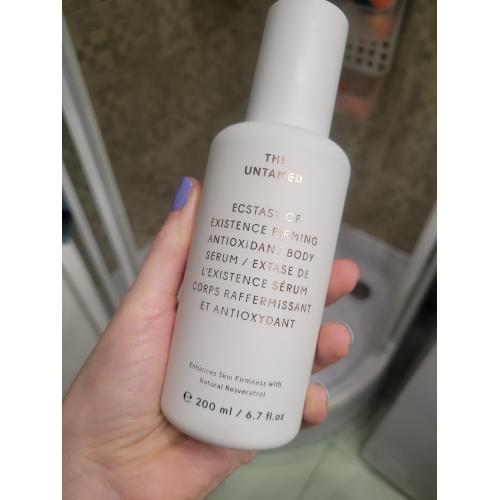 THE
UNTAMED
ECSTASY OF
EXISTENCE FIRMING
ANTIOXIDANT BODY
SERUM / EXTASE DE
L'EXISTENCE SÉRUM
CORPS RAFFERMISSANT
ET ANTIOXYDANT
Enhances Skin Firmness with
Natural Resveratrol
℮ 200 ml / 6.7 fl.oz